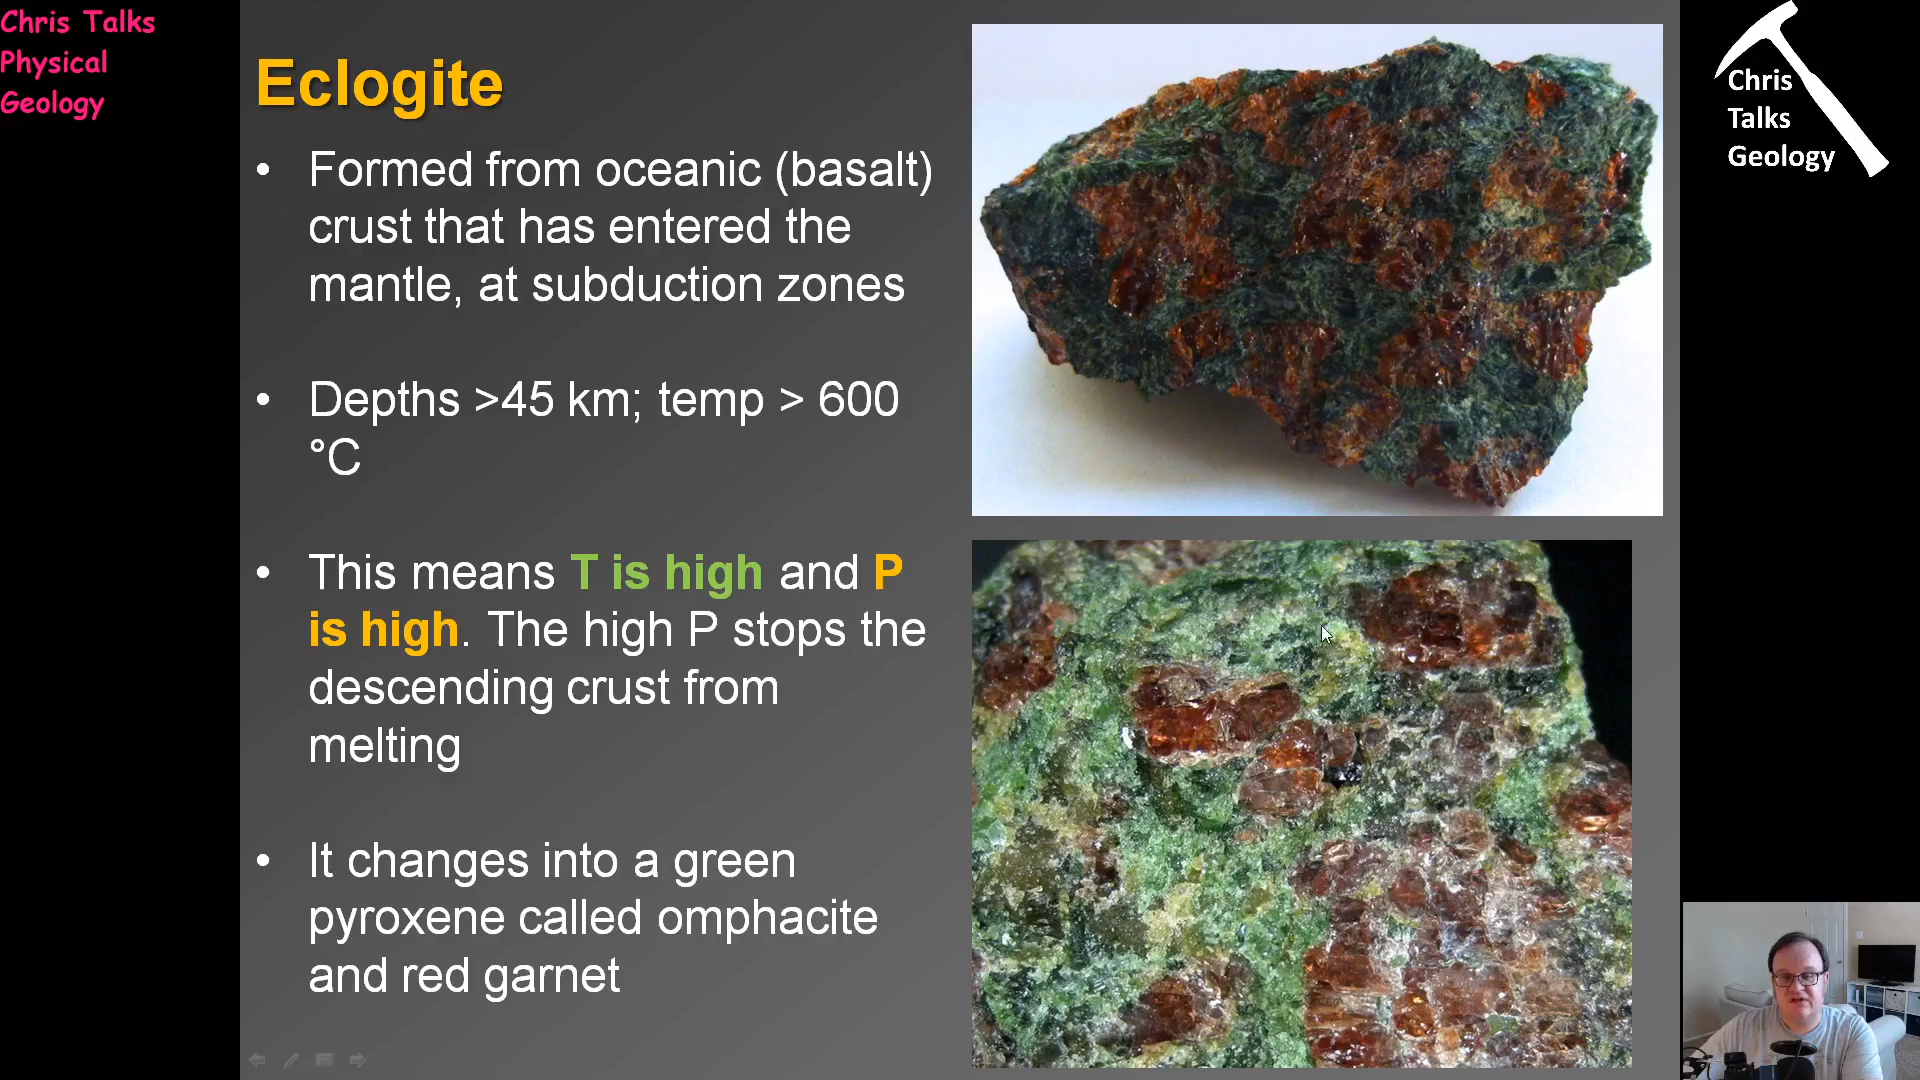 Chris Talks
Physical
Geology
Eclogite
• Formed from oceanic (basalt)
crust that has entered the
mantle, at subduction zones
• Depths >45 km; temp > 600
°C
• This means T is high and P
is high. The high P stops the
descending crust from
melting
• It changes into a green
pyroxene called omphacite
and red garnet
Chris
Talks
Geology